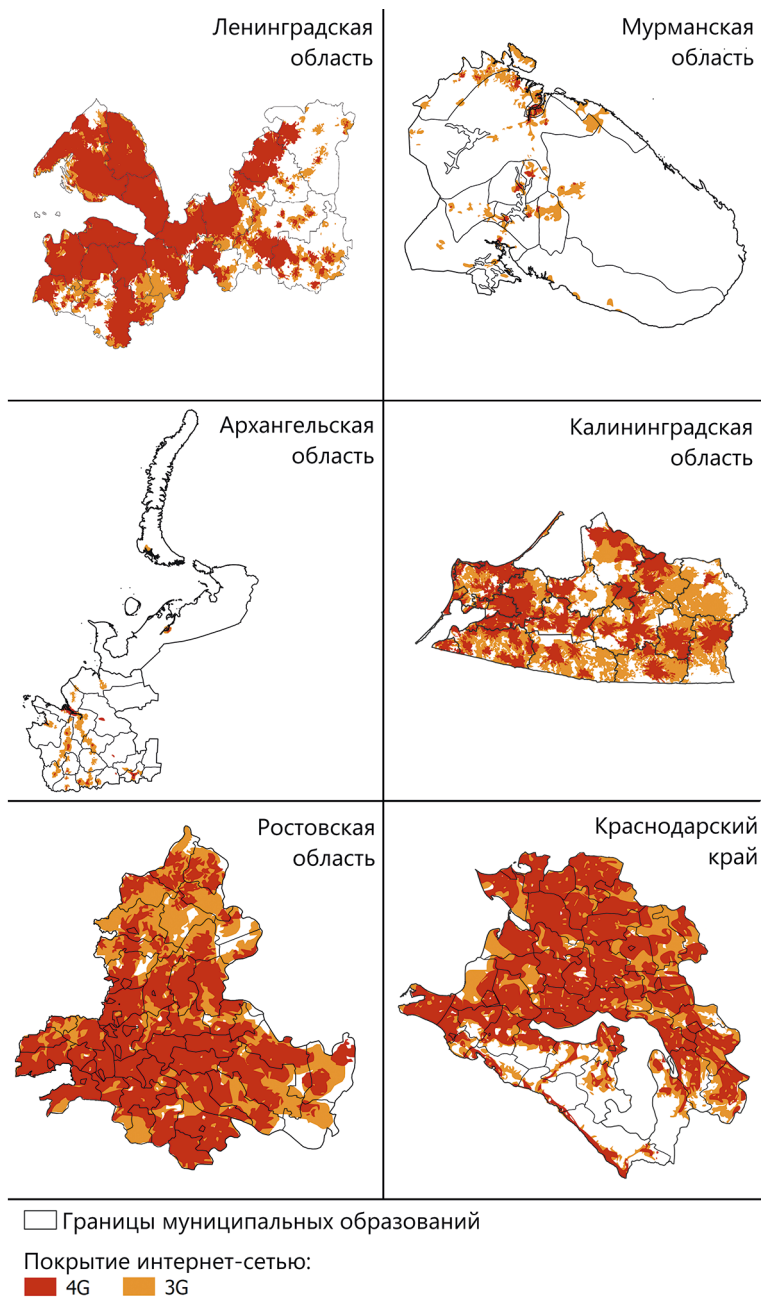 Ленинградская
область
Мурманская
область
Архангельская
область
Калининградская
область
Ростовская
область
Краснодарский
край
Границы муниципальных образований
Покрытие интернет-сетью:
4G 3G